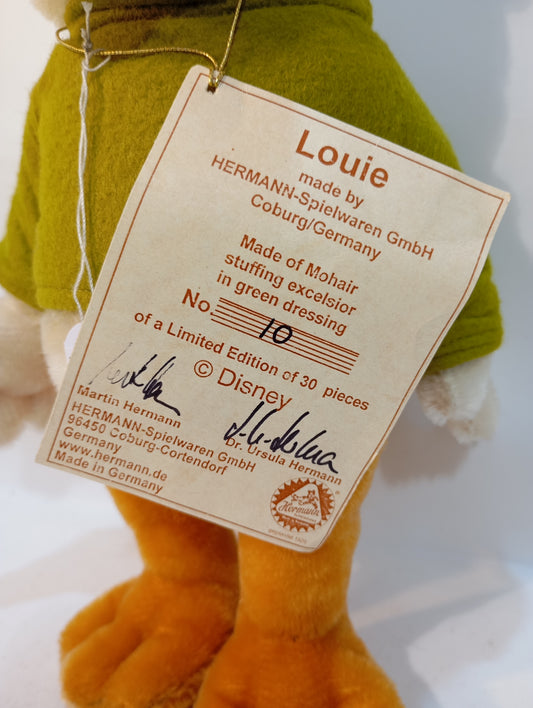 Louie
made by
HERMANN-Spielwaren GmbH
Coburg/Germany
Made of Mohair
stuffing excelsior
in green dressing
No. 10
of a Limited Edition of 30 pieces
© Disney
Martin Hermann
Dr. Ursula Hermann
HERMANN-Spielwaren GmbH
96450 Coburg-Cortendorf
Germany
www.hermann.de
Made in Germany
Hermann